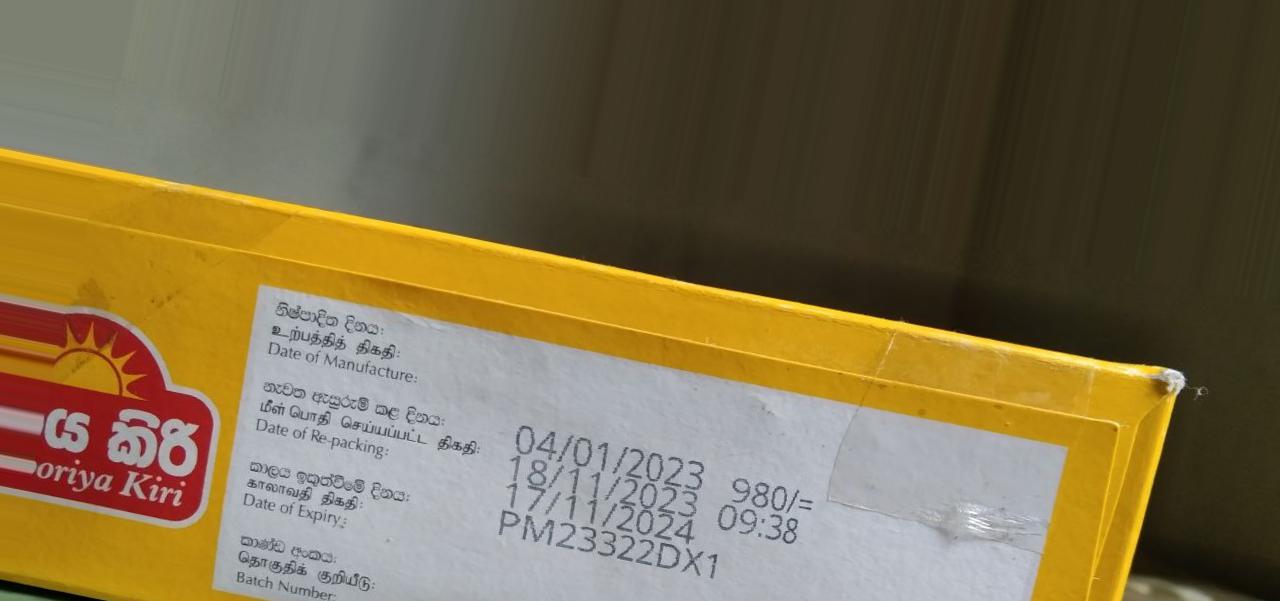 ය කිරි
oriya Kiri
නිෂ්පාදිත දිනය:
உற்பத்தித் திகதி:
Date of Manufacture:
නැවත ඇසුරුම් කළ දිනය:
மீள் பொதி செய்யப்பட்ட திகதி:
Date of Re-packing:
කාලය ඉකුත්වීමේ දිනය:
காலாவதி திகதி:
Date of Expiry:
කාණ්ඩ අංකය:
தொகுதிக் குறியீடு:
Batch Number:
04/01/2023
18/11/2023 980/=
17/11/2024 09:38
PM23322DX1